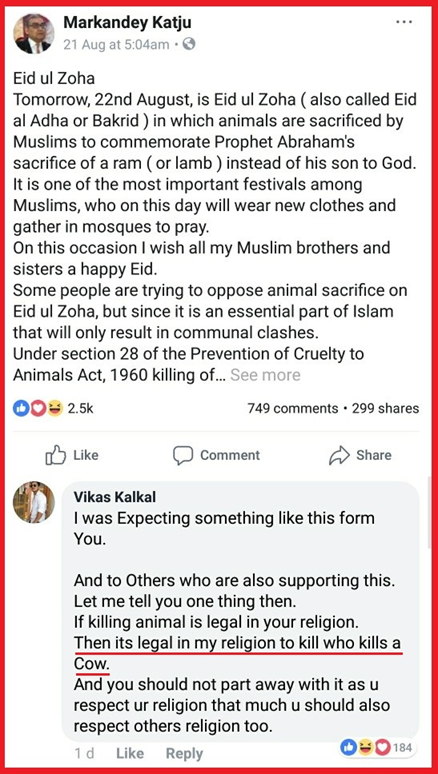 Markandey Katju
21 Aug at 5:04am •
Eid ul Zoha
Tomorrow, 22nd August, is Eid ul Zoha ( also called Eid
al Adha or Bakrid ) in which animals are sacrificed by
Muslims to commemorate Prophet Abraham's
sacrifice of a ram ( or lamb ) instead of his son to God.
It is one of the most important festivals among
Muslims, who on this day will wear new clothes and
gather in mosques to pray.
On this occasion I wish all my Muslim brothers and
sisters a happy Eid.
Some people are trying to oppose animal sacrifice on
Eid ul Zoha, but since it is an essential part of Islam
that will only result in communal clashes.
Under section 28 of the Prevention of Cruelty to
Animals Act, 1960 killing of... See more
2.5k 749 comments • 299 shares
Like Comment Share
Vikas Kalkal
I was Expecting something like this form
You.
And to Others who are also supporting this.
Let me tell you one thing then.
If killing animal is legal in your religion.
Then its legal in my religion to kill who kills a
Cow.
And you should not part away with it as u
respect ur religion that much u should also
respect others religion too.
1 d Like Reply 184